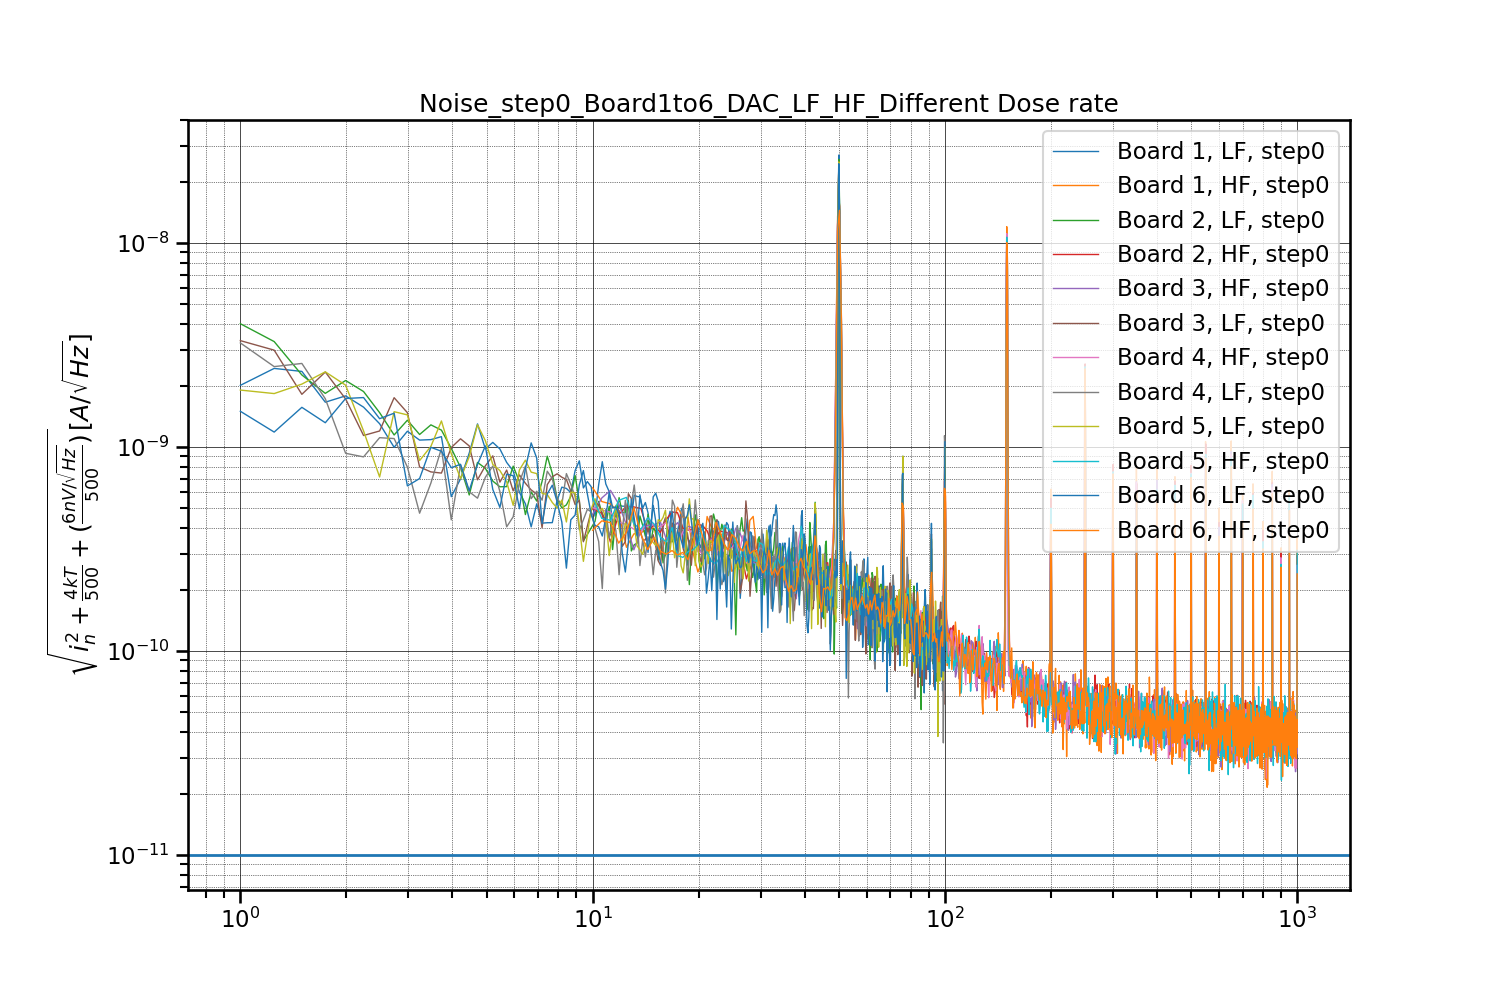 Noise_step0_Board1to6_DAC_LF_HF_Different Dose rate
√(i_n² + 4kT/500 + (6nV/√Hz/500)) [A/√Hz]
10⁻⁸
10⁻⁹
10⁻¹⁰
10⁻¹¹
10⁰ 10¹ 10² 10³
Board 1, LF, step0
Board 1, HF, step0
Board 2, LF, step0
Board 2, HF, step0
Board 3, HF, step0
Board 3, LF, step0
Board 4, HF, step0
Board 4, LF, step0
Board 5, LF, step0
Board 5, HF, step0
Board 6, LF, step0
Board 6, HF, step0